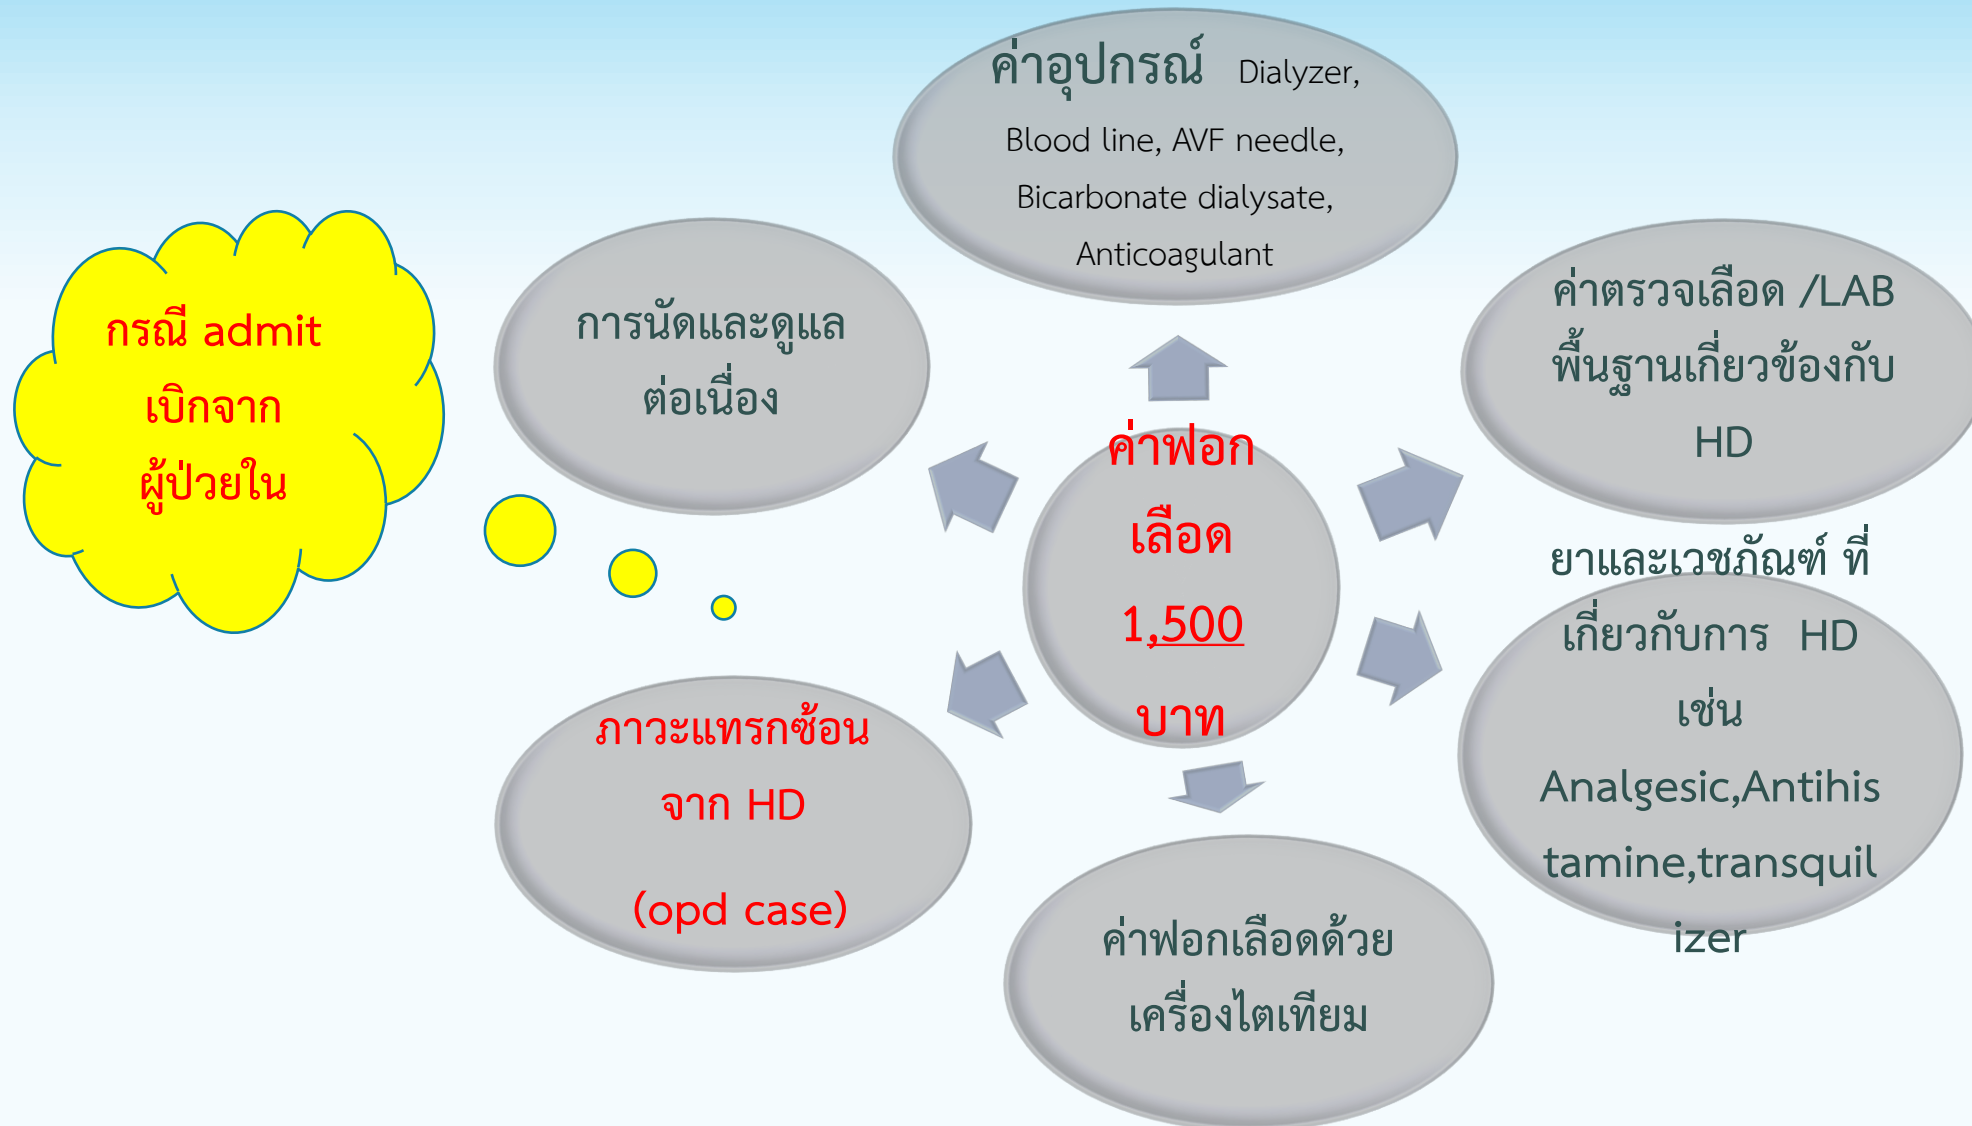 ค่าอุปกรณ์ Dialyzer,
Blood line, AVF needle,
Bicarbonate dialysate,
Anticoagulant
กรณี admit
เบิกจาก
ผู้ป่วยใน
การนัดและดูแล
ต่อเนื่อง
ค่าตรวจเลือด /LAB
พื้นฐานเกี่ยวข้องกับ
HD
ค่าฟอก
เลือด
1,500
บาท
ยาและเวชภัณฑ์ ที่
เกี่ยวกับการ HD
เช่น
Analgesic,Antihis
tamine,transquil
izer
ภาวะแทรกซ้อน
จาก HD
(opd case)
ค่าฟอกเลือดด้วย
เครื่องไตเทียม